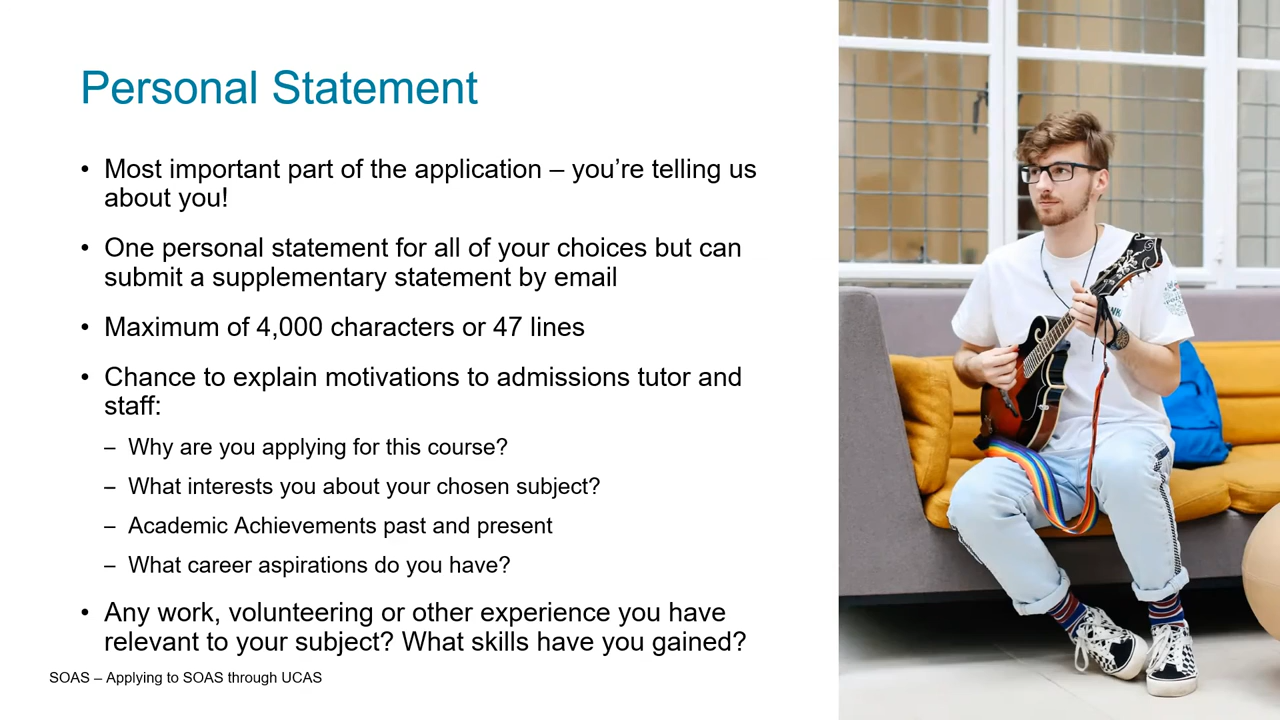 Personal Statement
• Most important part of the application – you’re telling us
about you!
• One personal statement for all of your choices but can
submit a supplementary statement by email
• Maximum of 4,000 characters or 47 lines
• Chance to explain motivations to admissions tutor and
staff:
– Why are you applying for this course?
– What interests you about your chosen subject?
– Academic Achievements past and present
– What career aspirations do you have?
• Any work, volunteering or other experience you have
relevant to your subject? What skills have you gained?
SOAS – Applying to SOAS through UCAS